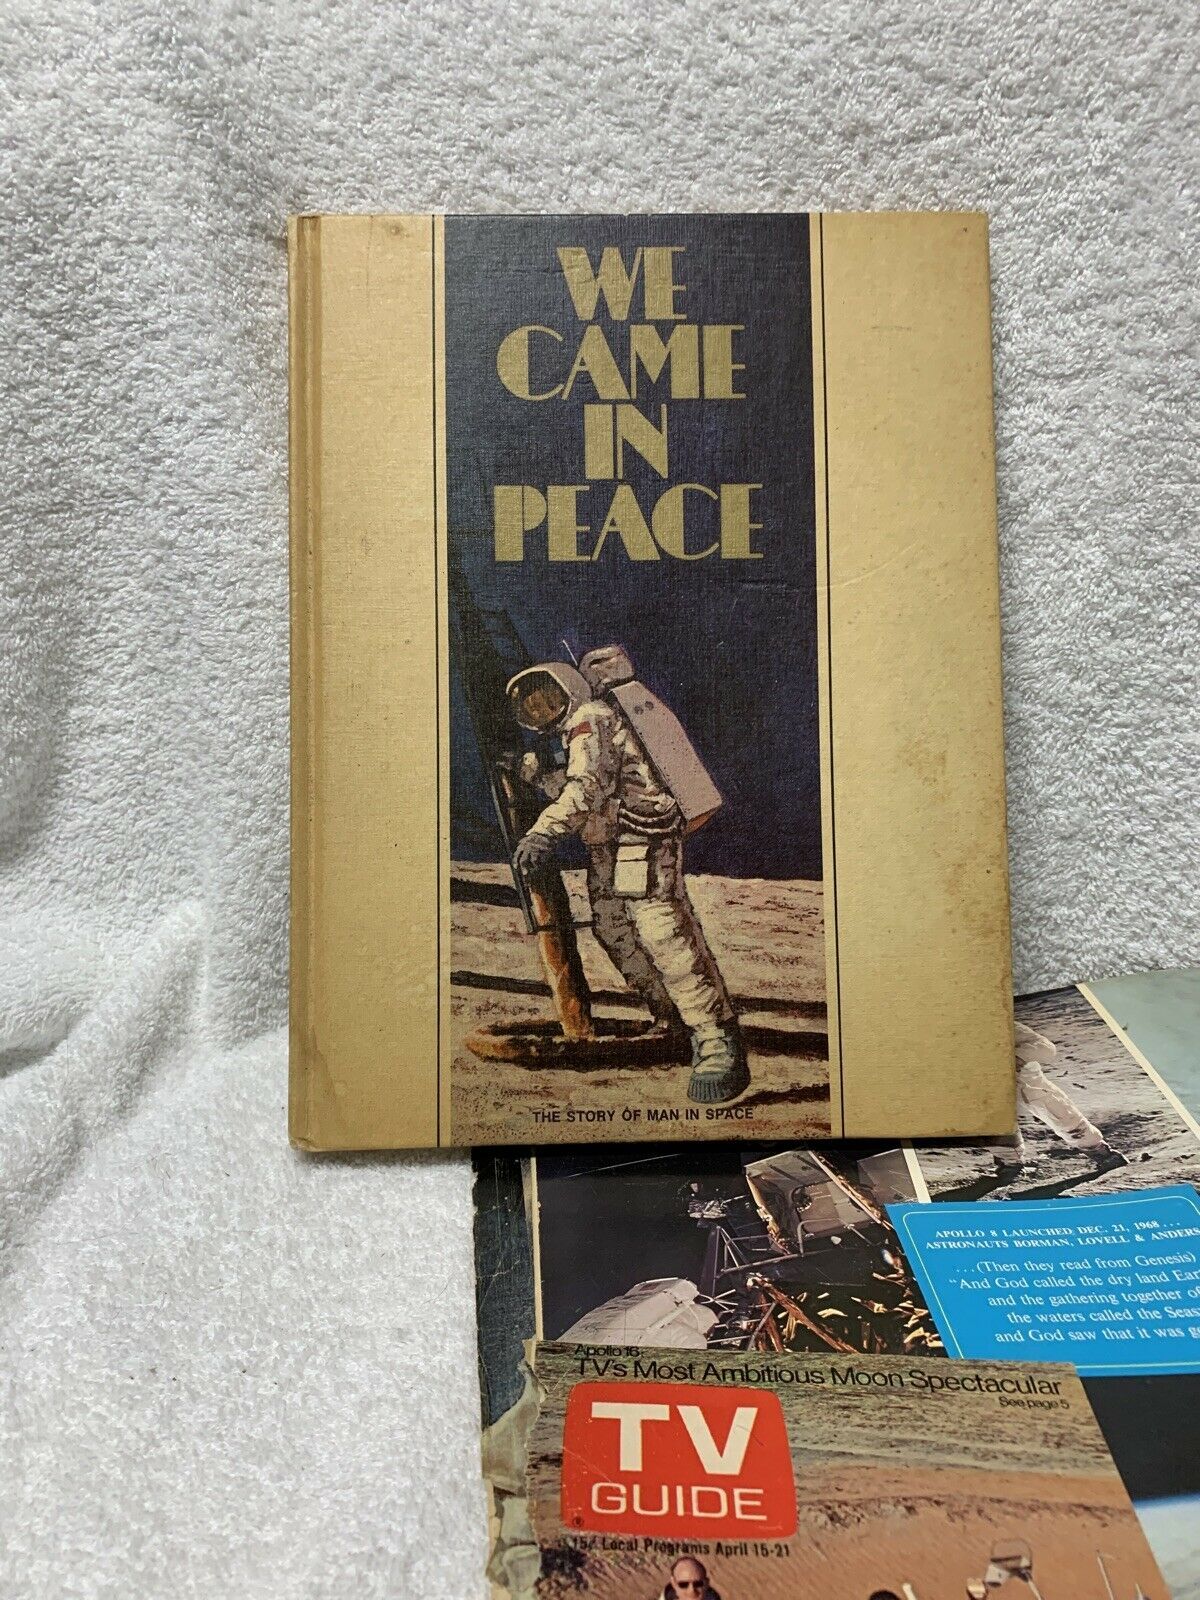 WE
CAME
IN
PEACE
THE STORY OF MAN IN SPACE
APOLLO 8 LAUNCHED DEC. 21, 1968 ...
ASTRONAUTS BORMAN, LOVELL & ANDERS
...(Then they read from Genesis)
"And God called the dry land
and the gathering together
the waters called the Seas
and God saw that it was
Apollo 16:
TV's Most Ambitious Moon Spectacular
See page 5
TV
GUIDE
®
15¢ Local Programs April 15-21